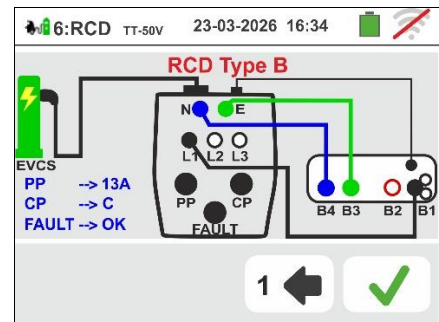 6:RCD TT-50V 23-03-2026 16:34
RCD Type B
N E
L1 L2 L3
EVCS
PP --> 13A
CP --> C
FAULT --> OK
PP CP
FAULT
B4 B3 B2 B1
1